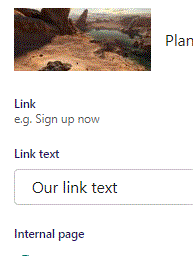 Plan
Link
e.g. Sign up now
Link text
Our link text
Internal page